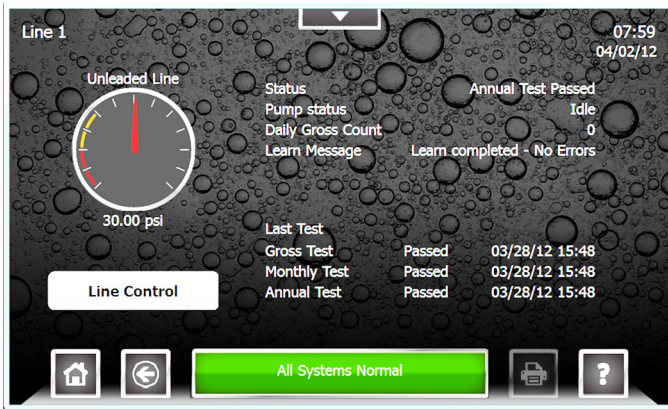 Line 1
07:59
04/02/12
Unleaded Line
30.00 psi
Status Annual Test Passed
Pump status Idle
Daily Gross Count 0
Learn Message Learn completed - No Errors
Last Test
Gross Test Passed 03/28/12 15:48
Monthly Test Passed 03/28/12 15:48
Annual Test Passed 03/28/12 15:48
Line Control
All Systems Normal
?